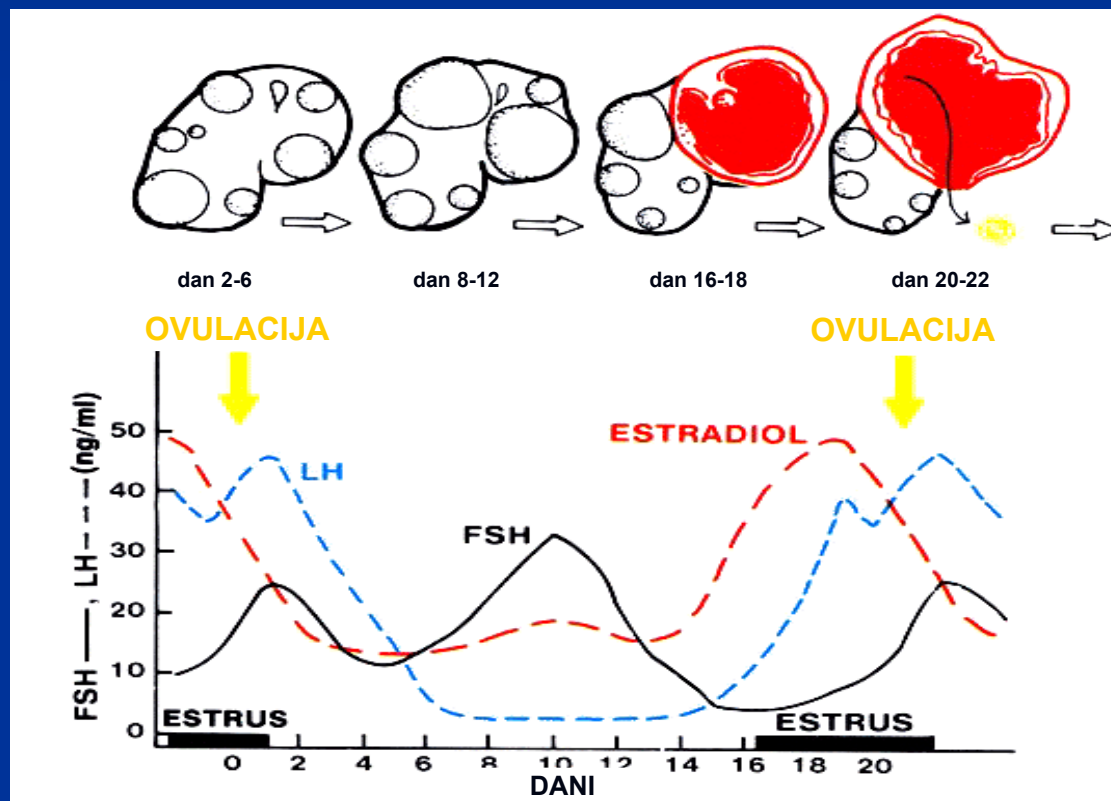 dan 2-6 dan 8-12 dan 16-18 dan 20-22
OVULACIJA OVULACIJA
FSH ——, LH – – – (ng/ml)
50
40
30
20
10
0
ESTRADIOL
LH
FSH
ESTRUS ESTRUS
0 2 4 6 8 10 12 14 16 18 20
DANI